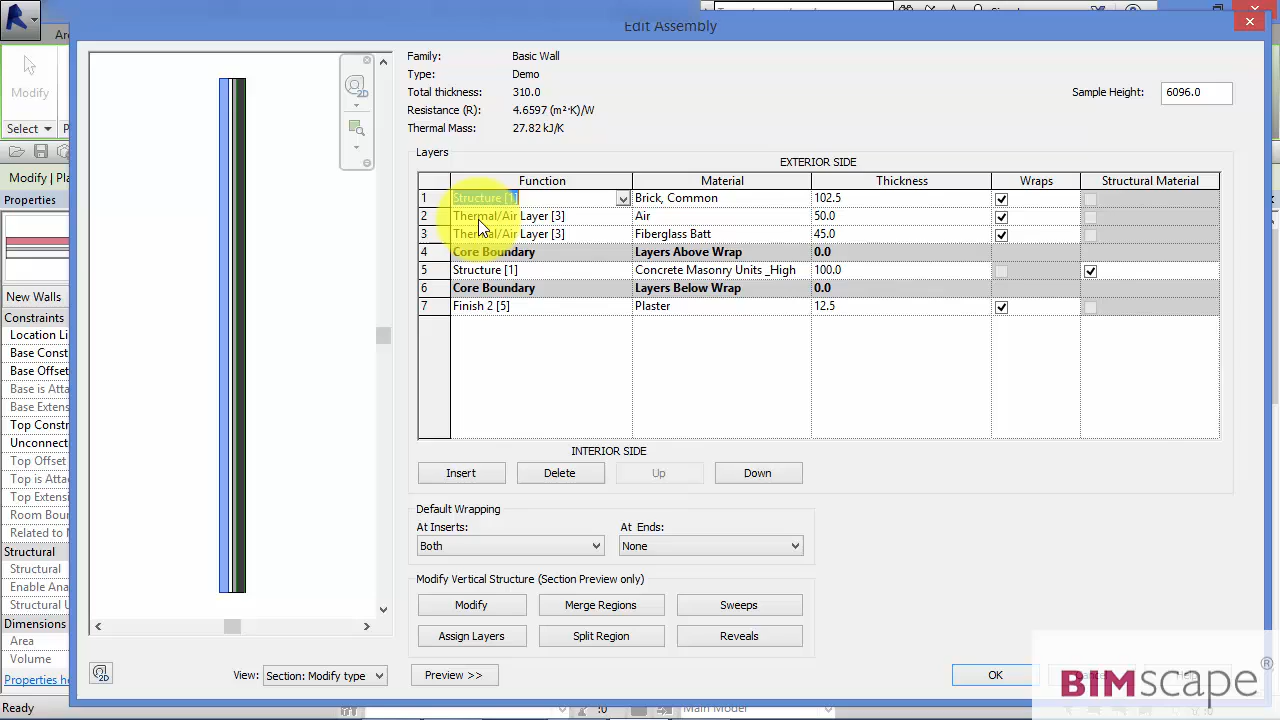 Edit Assembly
Modify
Select
Modify | Pla
Properties
New Walls
Constraints
Location Li
Base Const
Base Offset
Base is Atta
Base Exten
Top Const
Unconnect
Top Offset
Top is Atta
Top Exten
Room Bour
Related to M
Structural
Structural
Enable Ana
Structural U
Dimensions
Area
Volume
Properties he
Ready
Family: Basic Wall
Type: Demo
Total thickness: 310.0
Resistance (R): 4.6597 (m²·K)/W
Thermal Mass: 27.82 kJ/K
Sample Height: 6096.0
Layers
EXTERIOR SIDE
Function Material Thickness Wraps Structural Material
1 Structure [1] Brick, Common 102.5
2 Thermal/Air Layer [3] Air 50.0
3 Thermal/Air Layer [3] Fiberglass Batt 45.0
4 Core Boundary Layers Above Wrap 0.0
5 Structure [1] Concrete Masonry Units _High 100.0
6 Core Boundary Layers Below Wrap 0.0
7 Finish 2 [5] Plaster 12.5
INTERIOR SIDE
Insert Delete Up Down
Default Wrapping
At Inserts: At Ends:
Both None
Modify Vertical Structure (Section Preview only)
Modify Merge Regions Sweeps
Assign Layers Split Region Reveals
View: Section: Modify type Preview >> OK
BIMscape®
Main Model